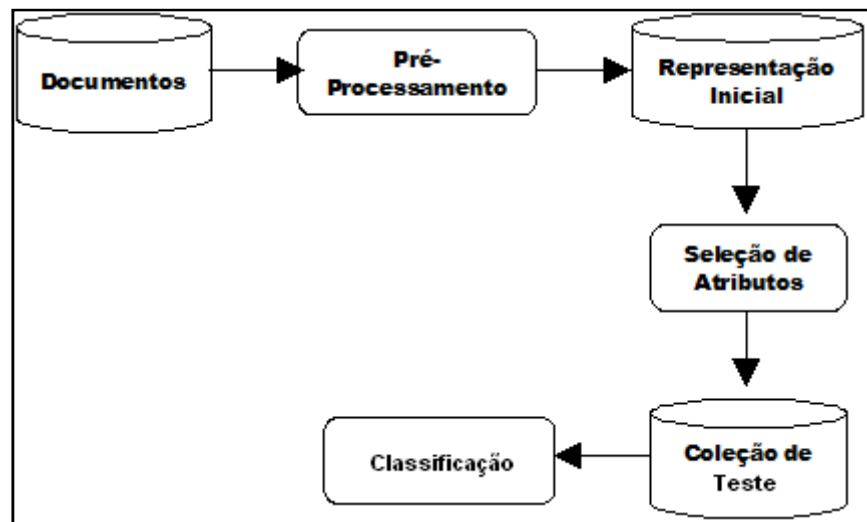 Documentos
Pré-
Processamento
Representação
Inicial
Seleção de
Atributos
Coleção de
Teste
Classificação